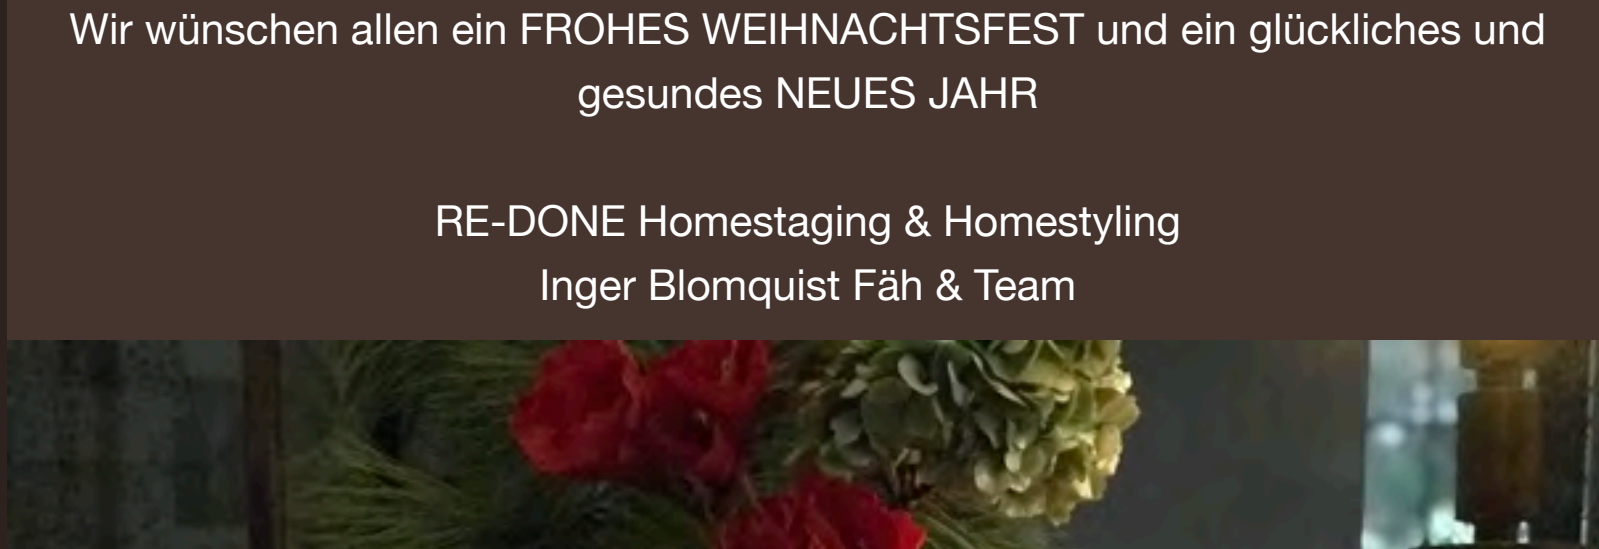 Wir wünschen allen ein FROHES WEIHNACHTSFEST und ein glückliches und
gesundes NEUES JAHR
RE-DONE Homestaging & Homestyling
Inger Blomquist Fäh & Team